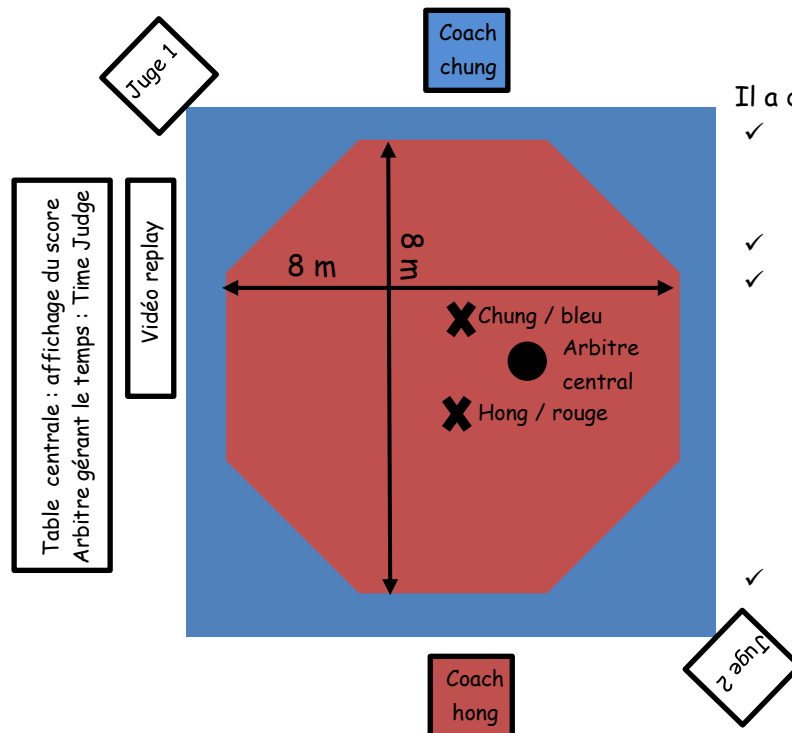 Juge 1
Coach
chung
Il a
✓
✓
✓
✓
Table centrale : affichage du score
Arbitre gérant le temps : Time Judge
Vidéo replay
8 m
8 m
Chung / bleu
Arbitre
central
Hong / rouge
Juge 2
Coach
hong